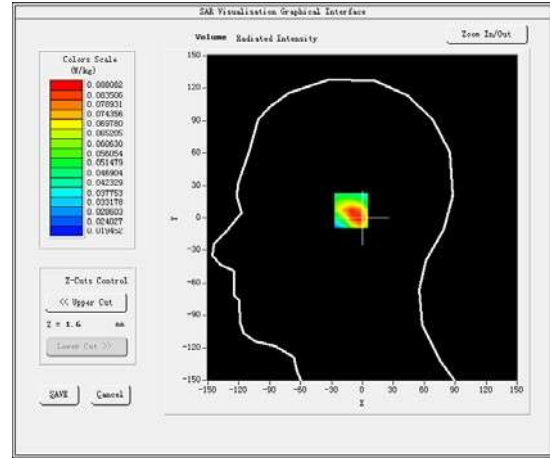 SAR Visualisation Graphical Interface
Volume Radiated Intensity
Zoom In/Out
Colors Scale
(W/kg)
0.088082
0.083506
0.078931
0.074356
0.069780
0.065205
0.060630
0.056054
0.051479
0.046904
0.042329
0.037753
0.033178
0.028603
0.024027
0.019452
150
120
90
60
30
0
-30
-60
-90
-120
-150
Y
-150 -120 -90 -60 -30 0 30 60 90 120 150
X
Z-Cuts Control
<< Upper Cut
Z = 1.6 mm
Lower Cut >>
SAVE Cancel